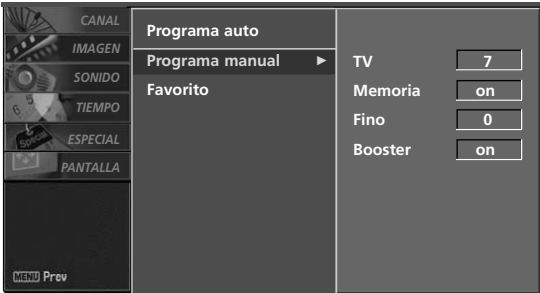 CANAL
IMAGEN
SONIDO
TIEMPO
Special
ESPECIAL
PANTALLA
MENU Prev
Programa auto
Programa manual ▶
Favorito
TV 7
Memoria on
Fino 0
Booster on